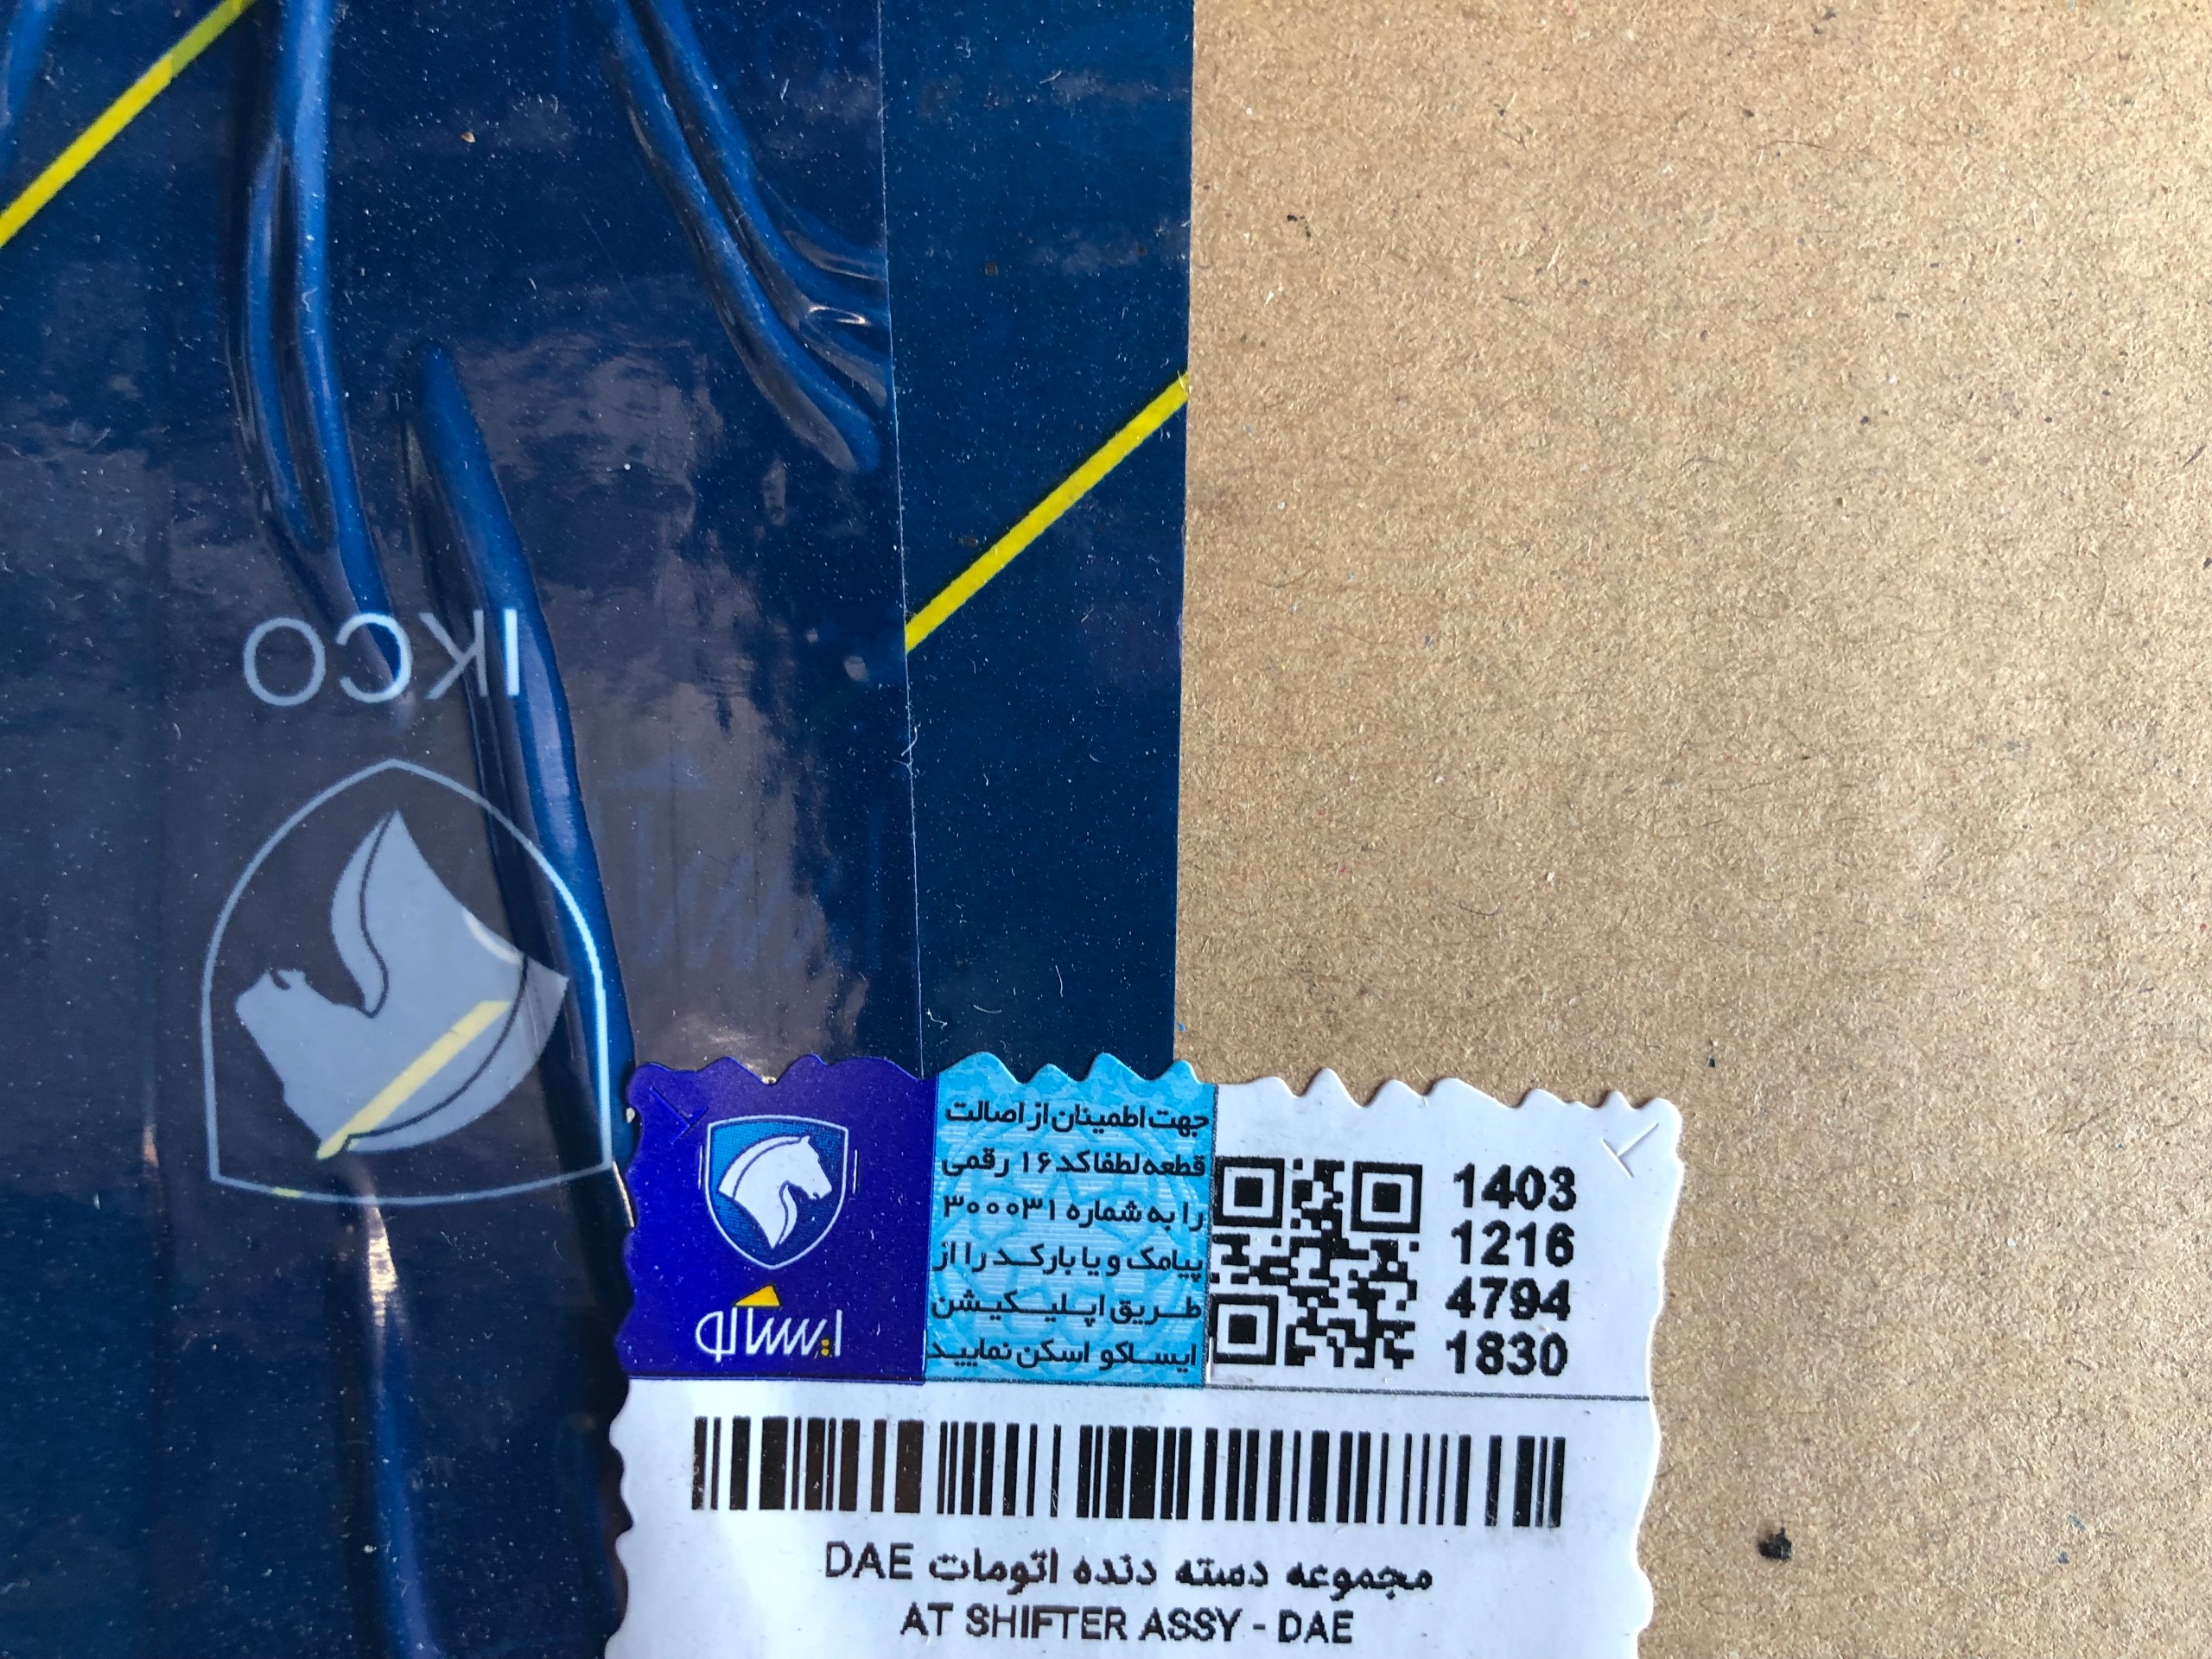 IKCO
ایساکو
جهت اطمینان از اصالت
قطعه لطفا کد ۱۶ رقمی
را به شماره ۳۰۰۰۳۱
پیامک و یا بارکد را از
طریق اپلیکیشن
ایساکو اسکن نمایید
1403
1216
4794
1830
مجموعه دسته دنده اتومات DAE
AT SHIFTER ASSY - DAE